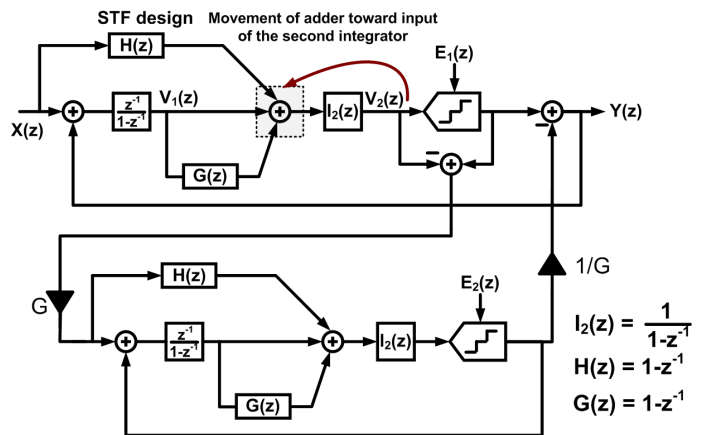 STF design
Movement of adder toward input
of the second integrator
H(z)
E₁(z)
X(z)
+
z⁻¹
1-z⁻¹
V₁(z)
+
I₂(z)
V₂(z)
+
−
Y(z)
G(z)
−
+
G
1/G
H(z)
E₂(z)
+
z⁻¹
1-z⁻¹
+
I₂(z)
G(z)
I₂(z) = 1
1-z⁻¹
H(z) = 1-z⁻¹
G(z) = 1-z⁻¹